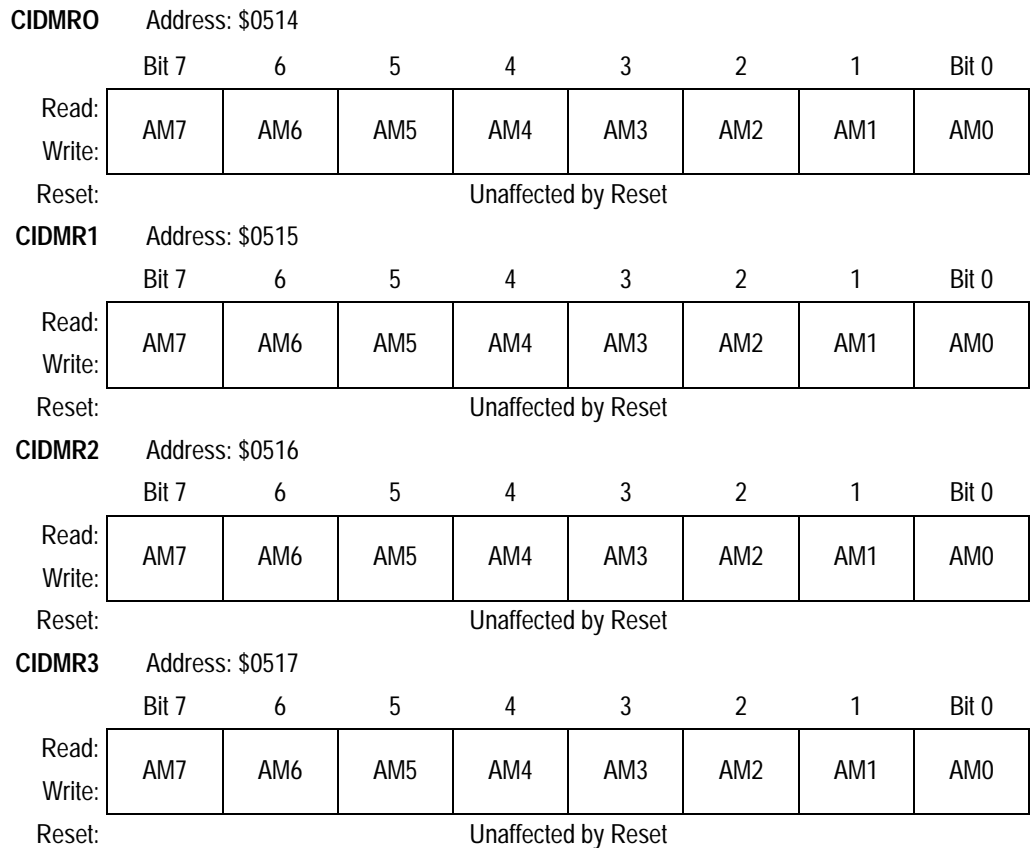 CIDMRO Address: $0514
Bit 7 6 5 4 3 2 1 Bit 0
Read:
AM7 AM6 AM5 AM4 AM3 AM2 AM1 AM0
Write:
Reset: Unaffected by Reset
CIDMR1 Address: $0515
Bit 7 6 5 4 3 2 1 Bit 0
Read:
AM7 AM6 AM5 AM4 AM3 AM2 AM1 AM0
Write:
Reset: Unaffected by Reset
CIDMR2 Address: $0516
Bit 7 6 5 4 3 2 1 Bit 0
Read:
AM7 AM6 AM5 AM4 AM3 AM2 AM1 AM0
Write:
Reset: Unaffected by Reset
CIDMR3 Address: $0517
Bit 7 6 5 4 3 2 1 Bit 0
Read:
AM7 AM6 AM5 AM4 AM3 AM2 AM1 AM0
Write:
Reset: Unaffected by Reset